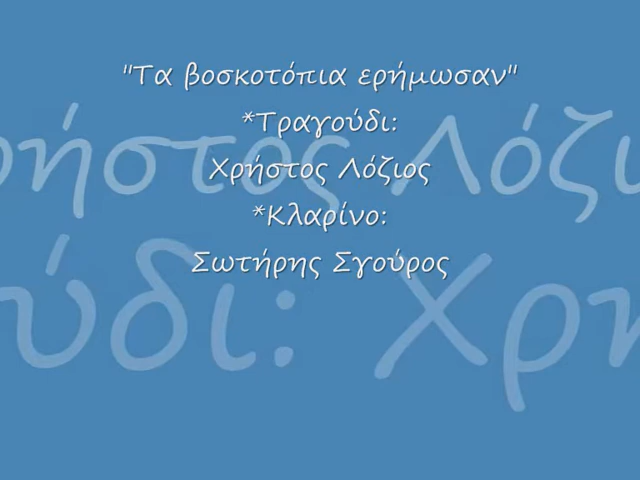 "Τα βοσκοτόπια ερήμωσαν"
*Τραγούδι:
Χρήστος Λόζιος
*Κλαρίνο:
Σωτήρης Σγούρος